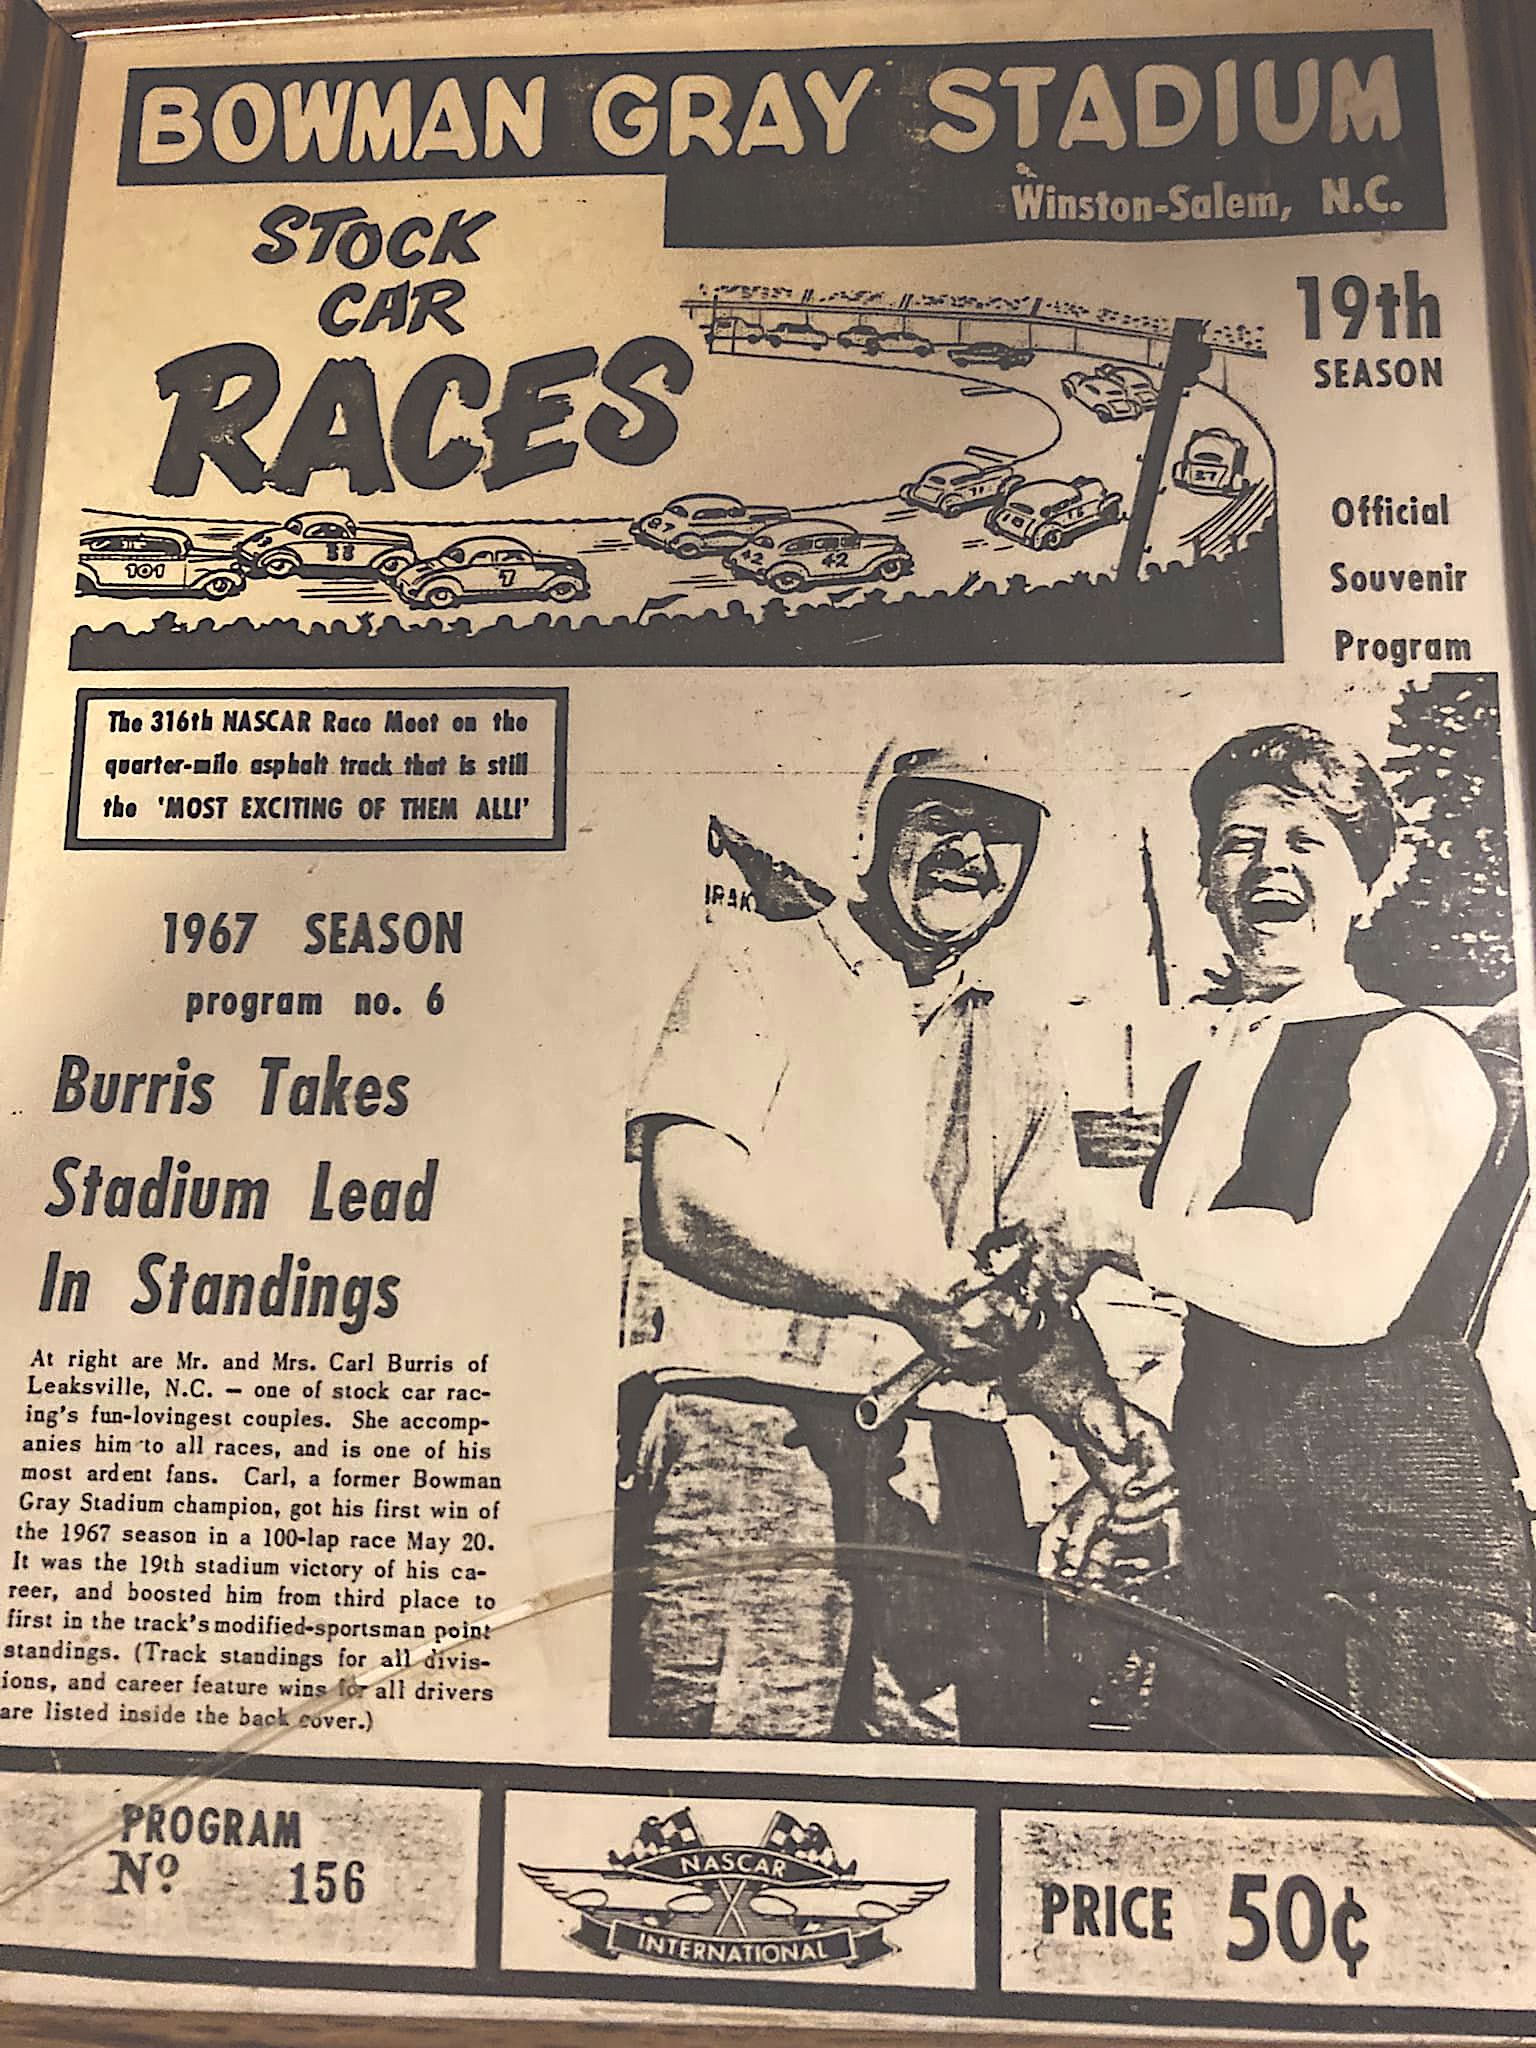 BOWMAN GRAY STADIUM
Winston-Salem, N.C.
STOCK
CAR
RACES
19th
SEASON
Official
Souvenir
Program
101
7
87
42
42
71
27
The 316th NASCAR Race Meet on the
quarter-mile asphalt track that is still
the 'MOST EXCITING OF THEM ALL!'
1967 SEASON
program no. 6
Burris Takes
Stadium Lead
In Standings
At right are Mr. and Mrs. Carl Burris of
Leaksville, N.C. — one of stock car rac-
ing's fun-lovingest couples. She accomp-
anies him to all races, and is one of his
most ardent fans. Carl, a former Bowman
Gray Stadium champion, got his first win of
the 1967 season in a 100-lap race May 20.
It was the 19th stadium victory of his ca-
reer, and boosted him from third place to
first in the track's modified-sportsman point
standings. (Track standings for all divis-
ions, and career feature wins for all drivers
are listed inside the back cover.)
PROGRAM
Nº 156
NASCAR
INTERNATIONAL
PRICE 50¢